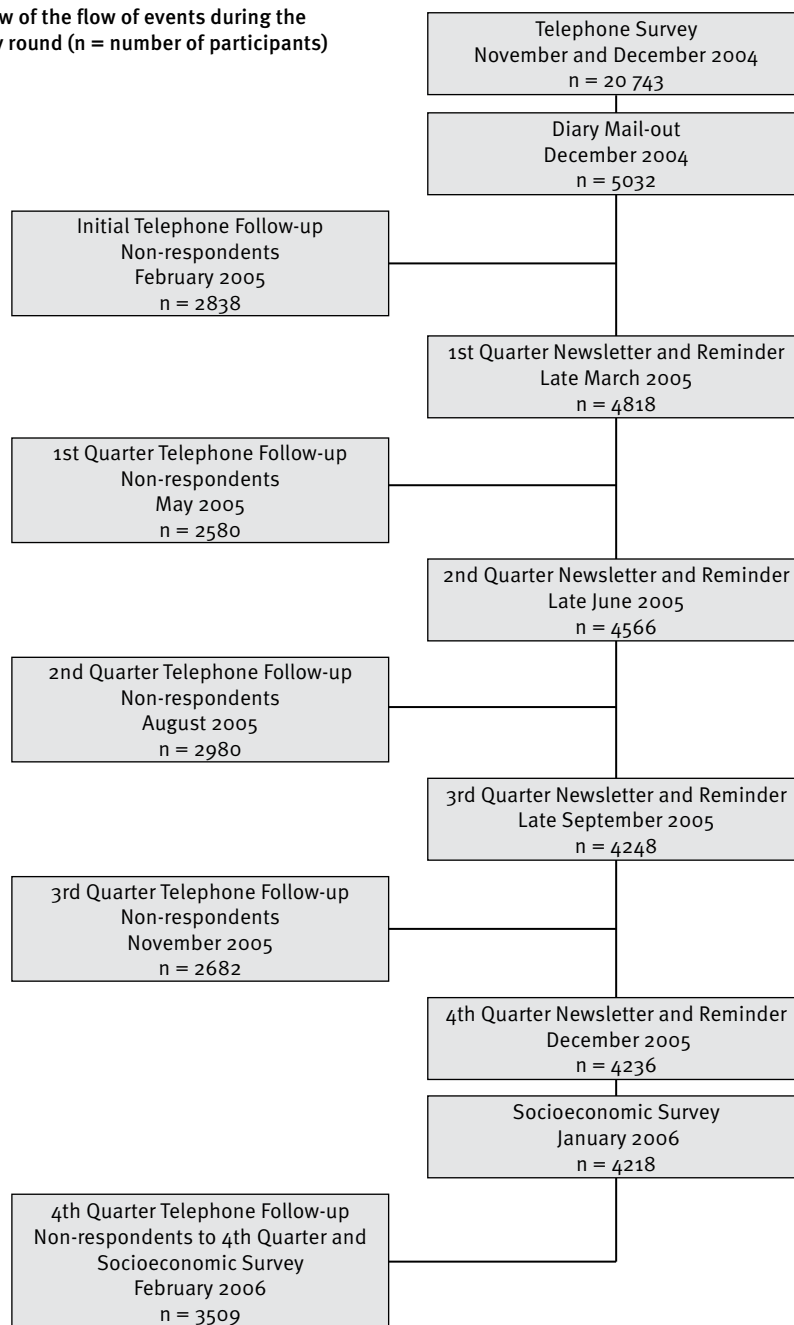 of the flow of events during the
round (n = number of participants)
Telephone Survey
November and December 2004
n = 20 743
Diary Mail-out
December 2004
n = 5032
Initial Telephone Follow-up
Non-respondents
February 2005
n = 2838
1st Quarter Newsletter and Reminder
Late March 2005
n = 4818
1st Quarter Telephone Follow-up
Non-respondents
May 2005
n = 2580
2nd Quarter Newsletter and Reminder
Late June 2005
n = 4566
2nd Quarter Telephone Follow-up
Non-respondents
August 2005
n = 2980
3rd Quarter Newsletter and Reminder
Late September 2005
n = 4248
3rd Quarter Telephone Follow-up
Non-respondents
November 2005
n = 2682
4th Quarter Newsletter and Reminder
December 2005
n = 4236
Socioeconomic Survey
January 2006
n = 4218
4th Quarter Telephone Follow-up
Non-respondents to 4th Quarter and
Socioeconomic Survey
February 2006
n = 3509